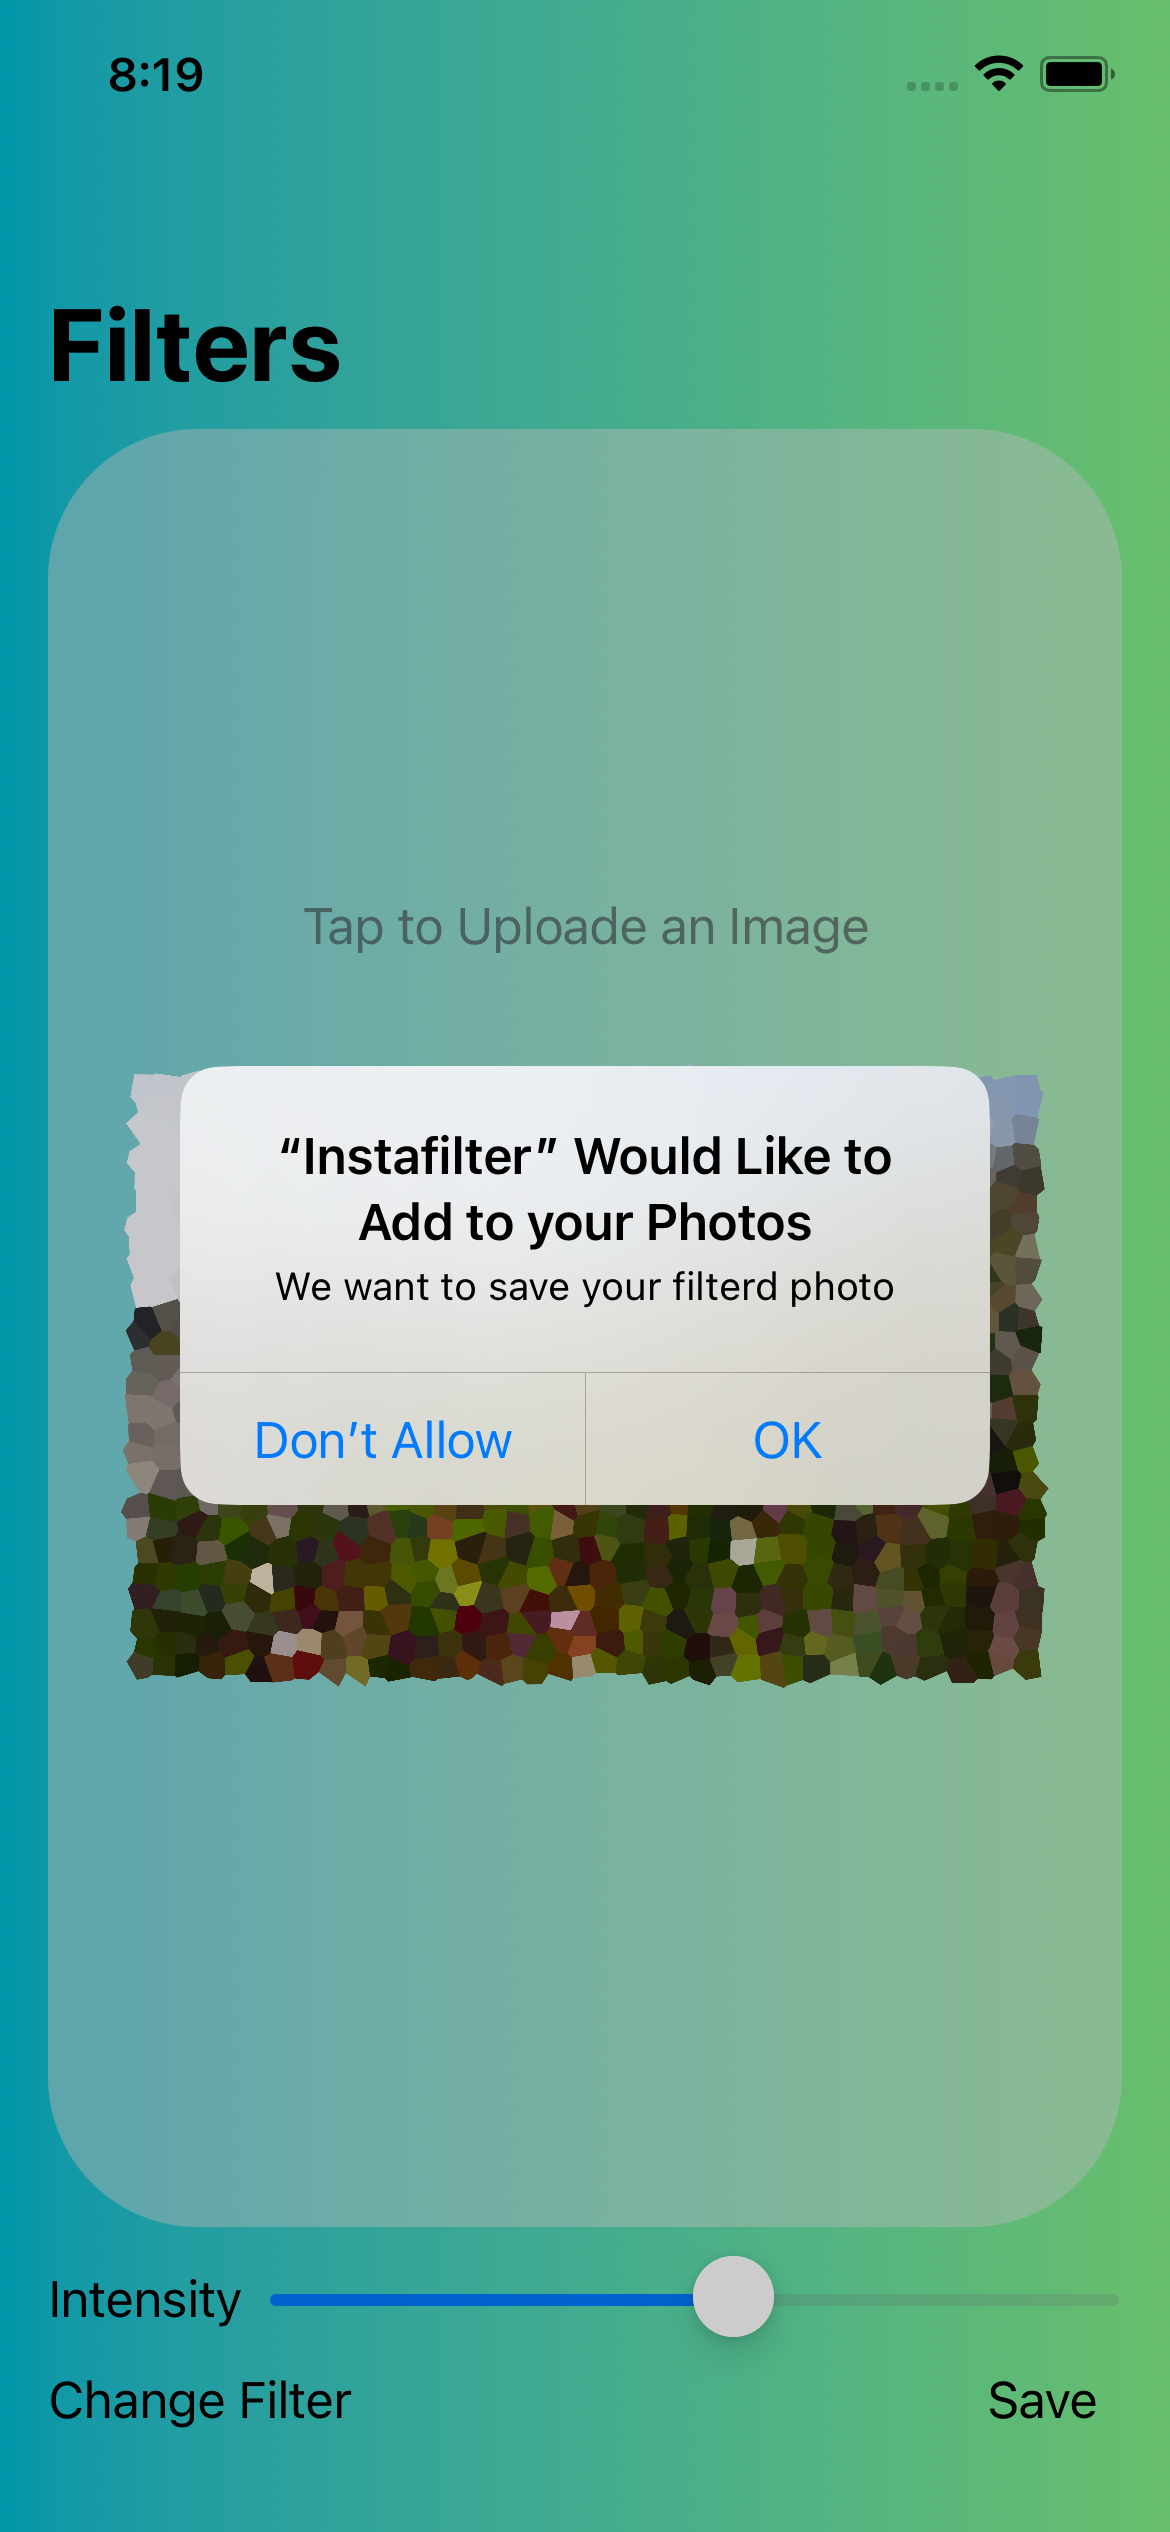 8:19
Filters
Tap to Uploade an Image
“Instafilter” Would Like to
Add to your Photos
We want to save your filterd photo
Don’t Allow
OK
Intensity
Change Filter
Save